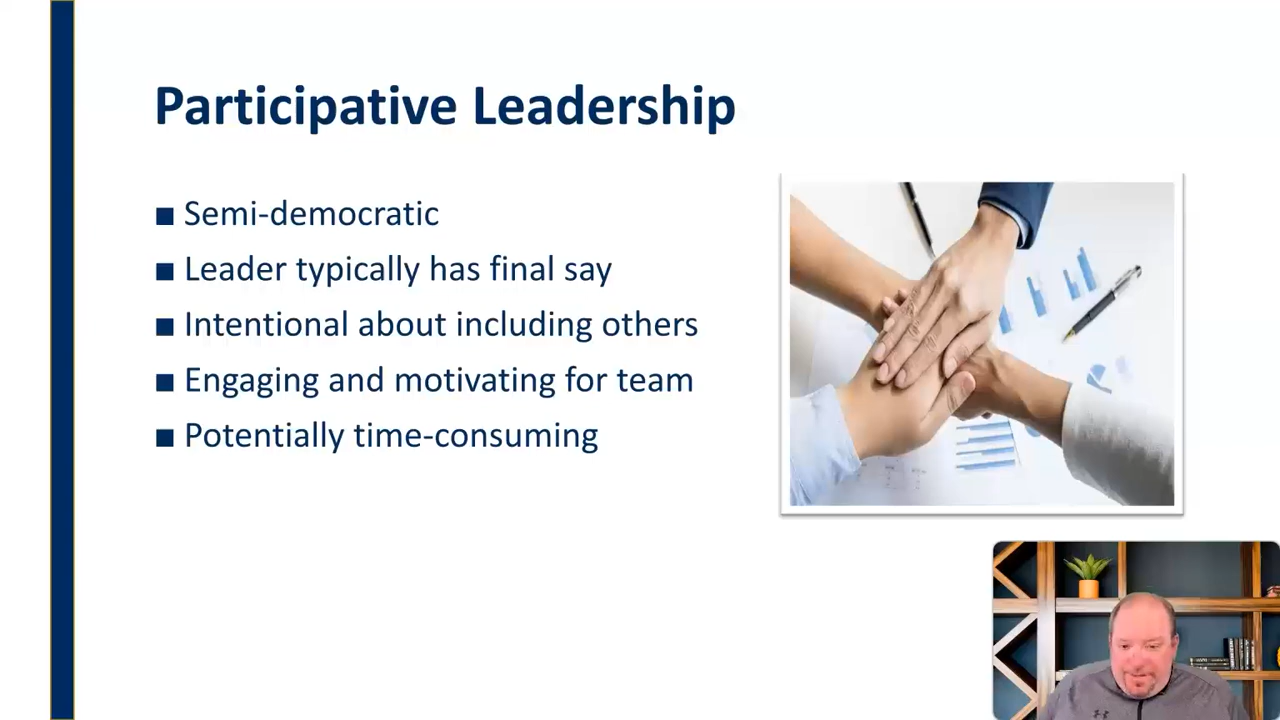 Participative Leadership
■ Semi-democratic
■ Leader typically has final say
■ Intentional about including others
■ Engaging and motivating for team
■ Potentially time-consuming